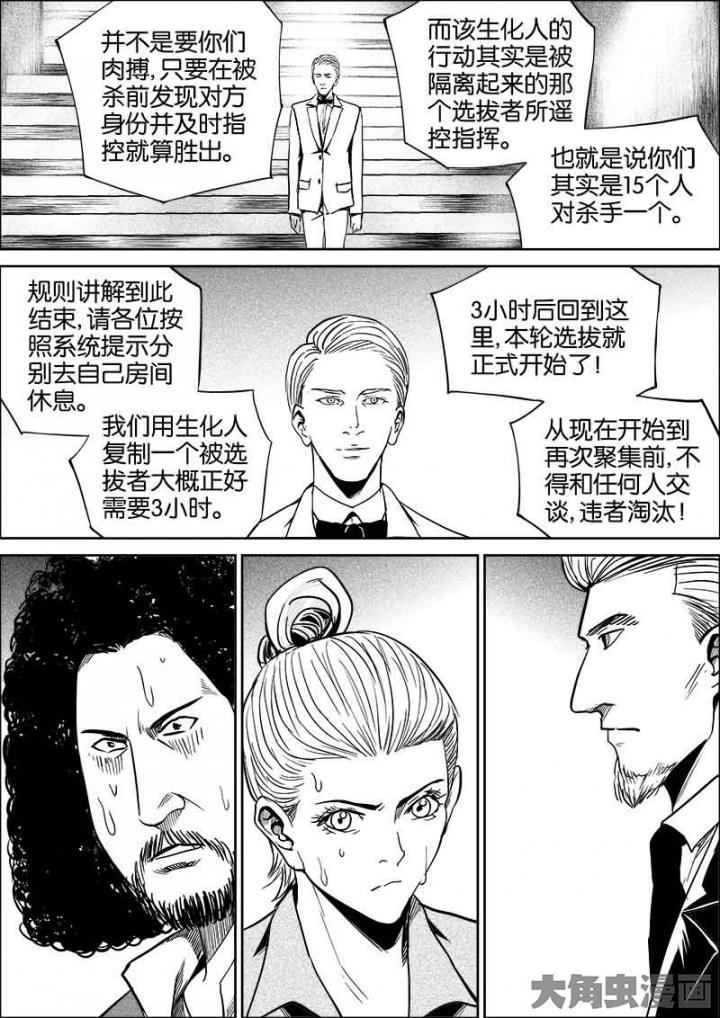 并不是要你们
肉搏,只要在被
杀前发现对方
身份并及时指
控就算胜出。
而该生化人的
行动其实是被
隔离起来的那
个选拔者所遥
控指挥。
也就是说你们
其实是15个人
对杀手一个。
规则讲解到此
结束,请各位按
照系统提示分
别去自己房间
休息。
我们用生化人
复制一个被选
拔者大概正好
需要3小时。
3小时后回到这
里,本轮选拔就
正式开始了!
从现在开始到
再次聚集前,不
得和任何人交
谈,违者淘汰!
大角虫漫画